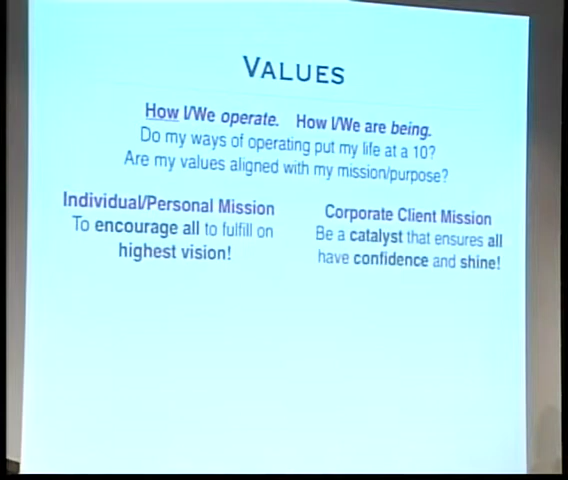 VALUES
How I/We operate. How I/We are being.
Do my ways of operating put my life at a 10?
Are my values aligned with my mission/purpose?
Individual/Personal Mission
To encourage all to fulfill on
highest vision!
Corporate Client Mission
Be a catalyst that ensures all
have confidence and shine!